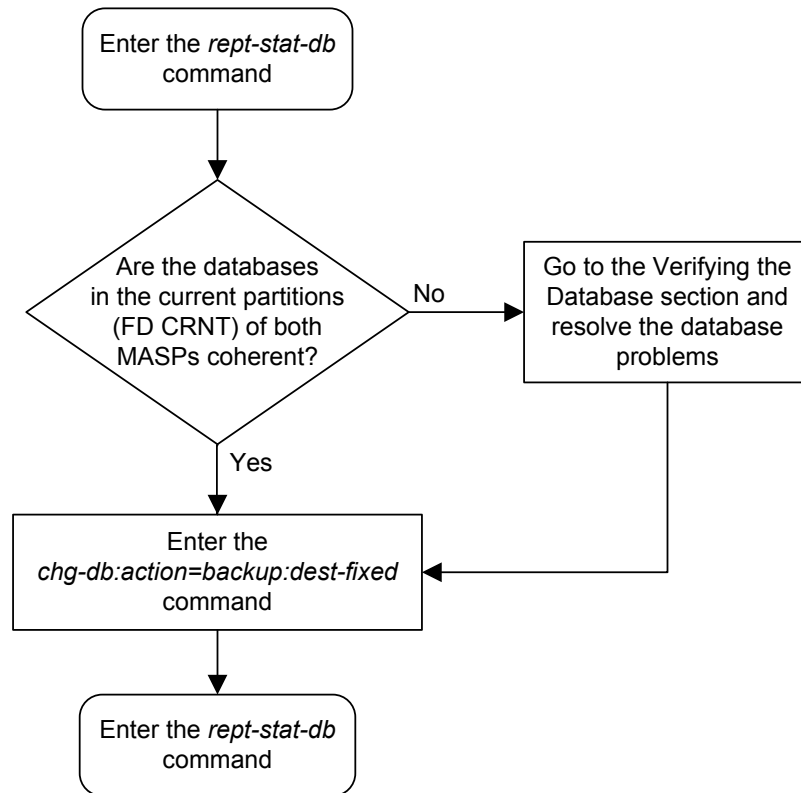 Enter the rept-stat-db
command
Are the databases
in the current partitions
(FD CRNT) of both
MASPs coherent?
No
Go to the Verifying the
Database section and
resolve the database
problems
Yes
Enter the
chg-db:action=backup:dest-fixed
command
Enter the rept-stat-db
command